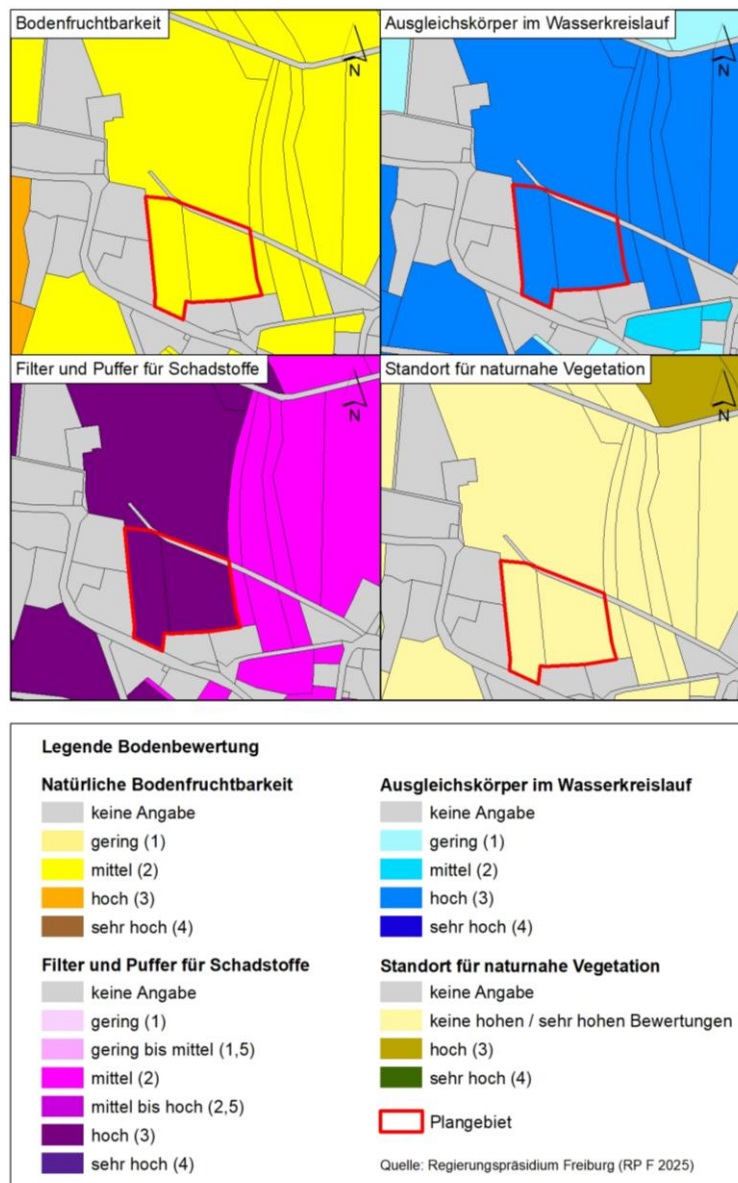 Bodenfruchtbarkeit
Ausgleichskörper im Wasserkreislauf
N
N
Filter und Puffer für Schadstoffe
Standort für naturnahe Vegetation
N
N
Legende Bodenbewertung
Natürliche Bodenfruchtbarkeit
keine Angabe
gering (1)
mittel (2)
hoch (3)
sehr hoch (4)
Ausgleichskörper im Wasserkreislauf
keine Angabe
gering (1)
mittel (2)
hoch (3)
sehr hoch (4)
Filter und Puffer für Schadstoffe
keine Angabe
gering (1)
gering bis mittel (1,5)
mittel (2)
mittel bis hoch (2,5)
hoch (3)
sehr hoch (4)
Standort für naturnahe Vegetation
keine Angabe
keine hohen / sehr hohen Bewertungen
hoch (3)
sehr hoch (4)
Plangebiet
Quelle: Regierungspräsidium Freiburg (RP F 2025)